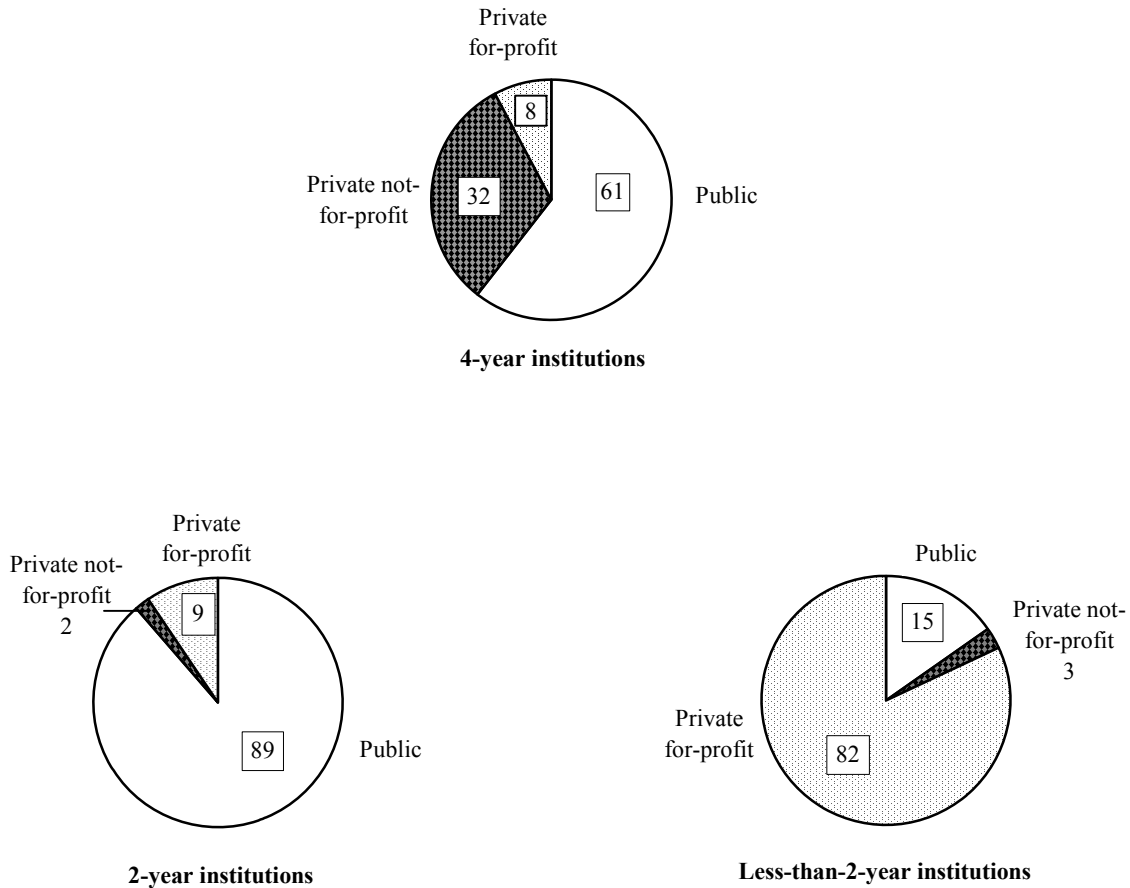 Private
for-profit
8
Private not-
for-profit
32
61
Public
4-year institutions
Private
for-profit
Private not-
for-profit
2
9
89
Public
2-year institutions
Public
15
Private not-
for-profit
3
Private
for-profit
82
Less-than-2-year institutions